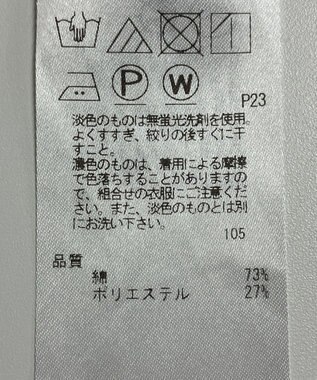 P W P23
淡色のものは無蛍光洗剤を使用。
よくすすぎ、絞りの後すぐに干
すこと。
濃色のものは、着用による摩擦
で色落ちすることがありますの
で、組合せの衣服にご注意くだ
さい。また、淡色のものとは別
にお洗い下さい。
105
品質
綿 73%
ポリエステル 27%